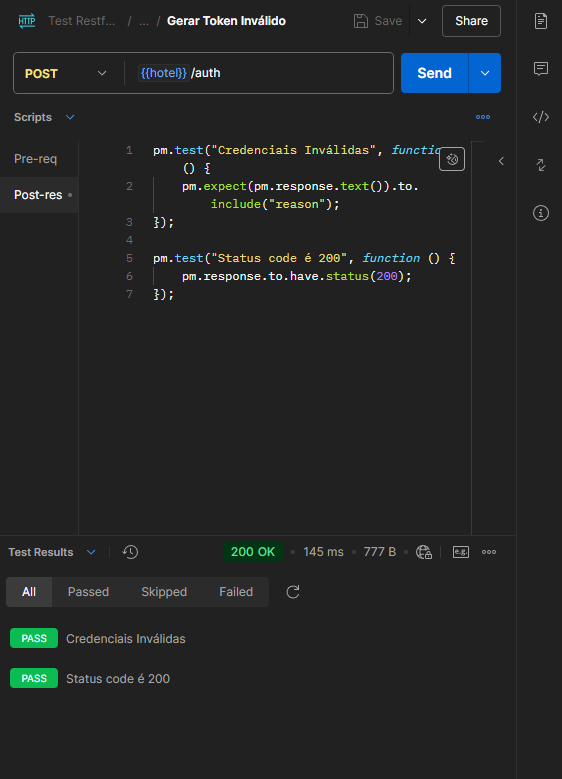 HTTP Test Restf... / ... / Gerar Token Inválido Save Share
POST {{hotel}} /auth Send
Scripts
Pre-req
Post-res
1 pm.test("Credenciais Inválidas", functio
() {
2 pm.expect(pm.response.text()).to.
include("reason");
3 });
4
5 pm.test("Status code é 200", function () {
6 pm.response.to.have.status(200);
7 });
Test Results 200 OK • 145 ms • 777 B • e.g.
All Passed Skipped Failed
PASS Credenciais Inválidas
PASS Status code é 200